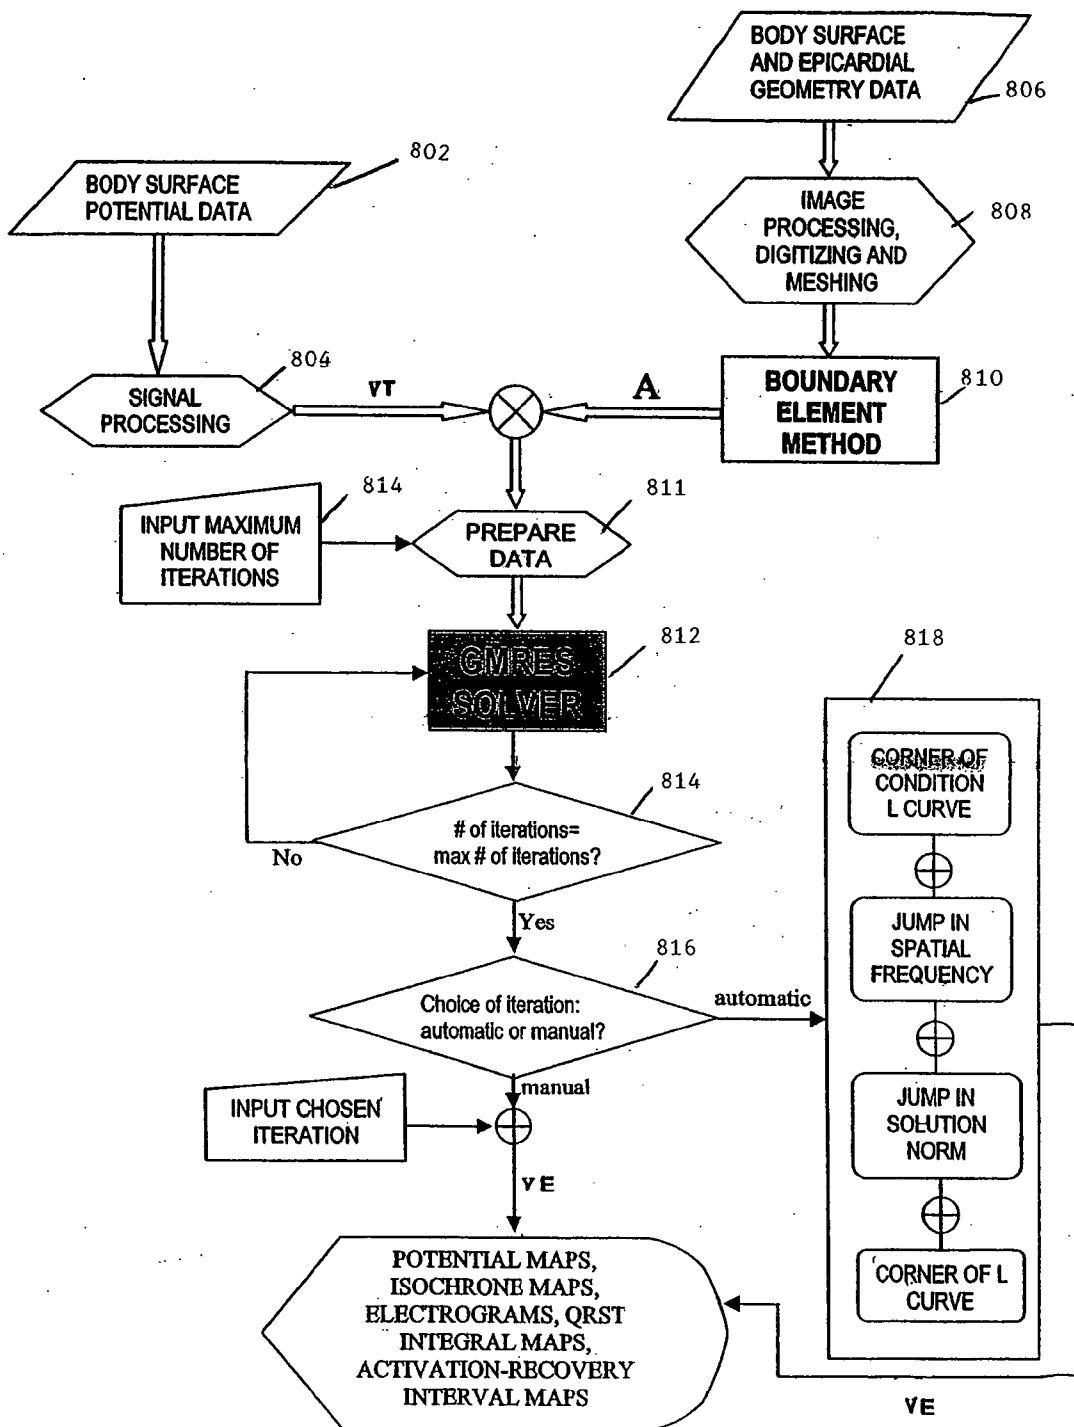 BODY SURFACE
AND EPICARDIAL
GEOMETRY DATA
806
802
BODY SURFACE
POTENTIAL DATA
IMAGE
PROCESSING,
DIGITIZING AND
MESHING
808
804
SIGNAL
PROCESSING
VT
A
BOUNDARY
ELEMENT
METHOD
810
814
INPUT MAXIMUM
NUMBER OF
ITERATIONS
811
PREPARE
DATA
812
GMRES
SOLVER
818
814
# of iterations=
max # of iterations?
No
Yes
816
Choice of iteration:
automatic or manual?
automatic
manual
INPUT CHOSEN
ITERATION
VE
CORNER OF
CONDITION
L CURVE
JUMP IN
SPATIAL
FREQUENCY
JUMP IN
SOLUTION
NORM
CORNER OF L
CURVE
POTENTIAL MAPS,
ISOCHRONE MAPS,
ELECTROGRAMS, QRST
INTEGRAL MAPS,
ACTIVATION-RECOVERY
INTERVAL MAPS
VE